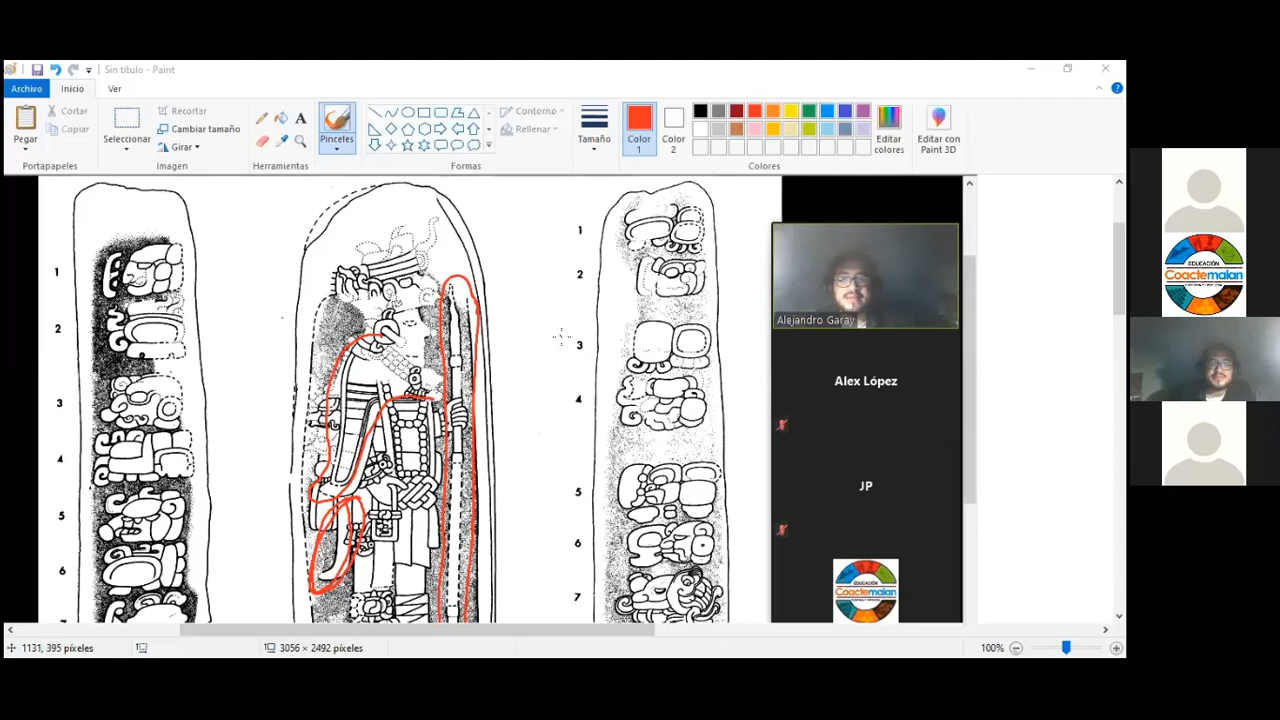 Sin título - Paint
Archivo
Inicio
Ver
Pegar
Cortar
Copiar
Portapapeles
Seleccionar
Recortar
Cambiar tamaño
Girar
Imagen
A
Herramientas
Pinceles
Contorno
Rellenar
Formas
Tamaño
Color 1
Color 2
Editar colores
Colores
Editar con Paint 3D
1
2
3
4
5
6
1
2
3
4
5
6
7
Alejandro Garay
Alex López
JP
EDUCACIÓN
Coactemalan
EDUCACIÓN
Coactemalan
1131, 395 píxeles
3056 × 2492 píxeles
100%